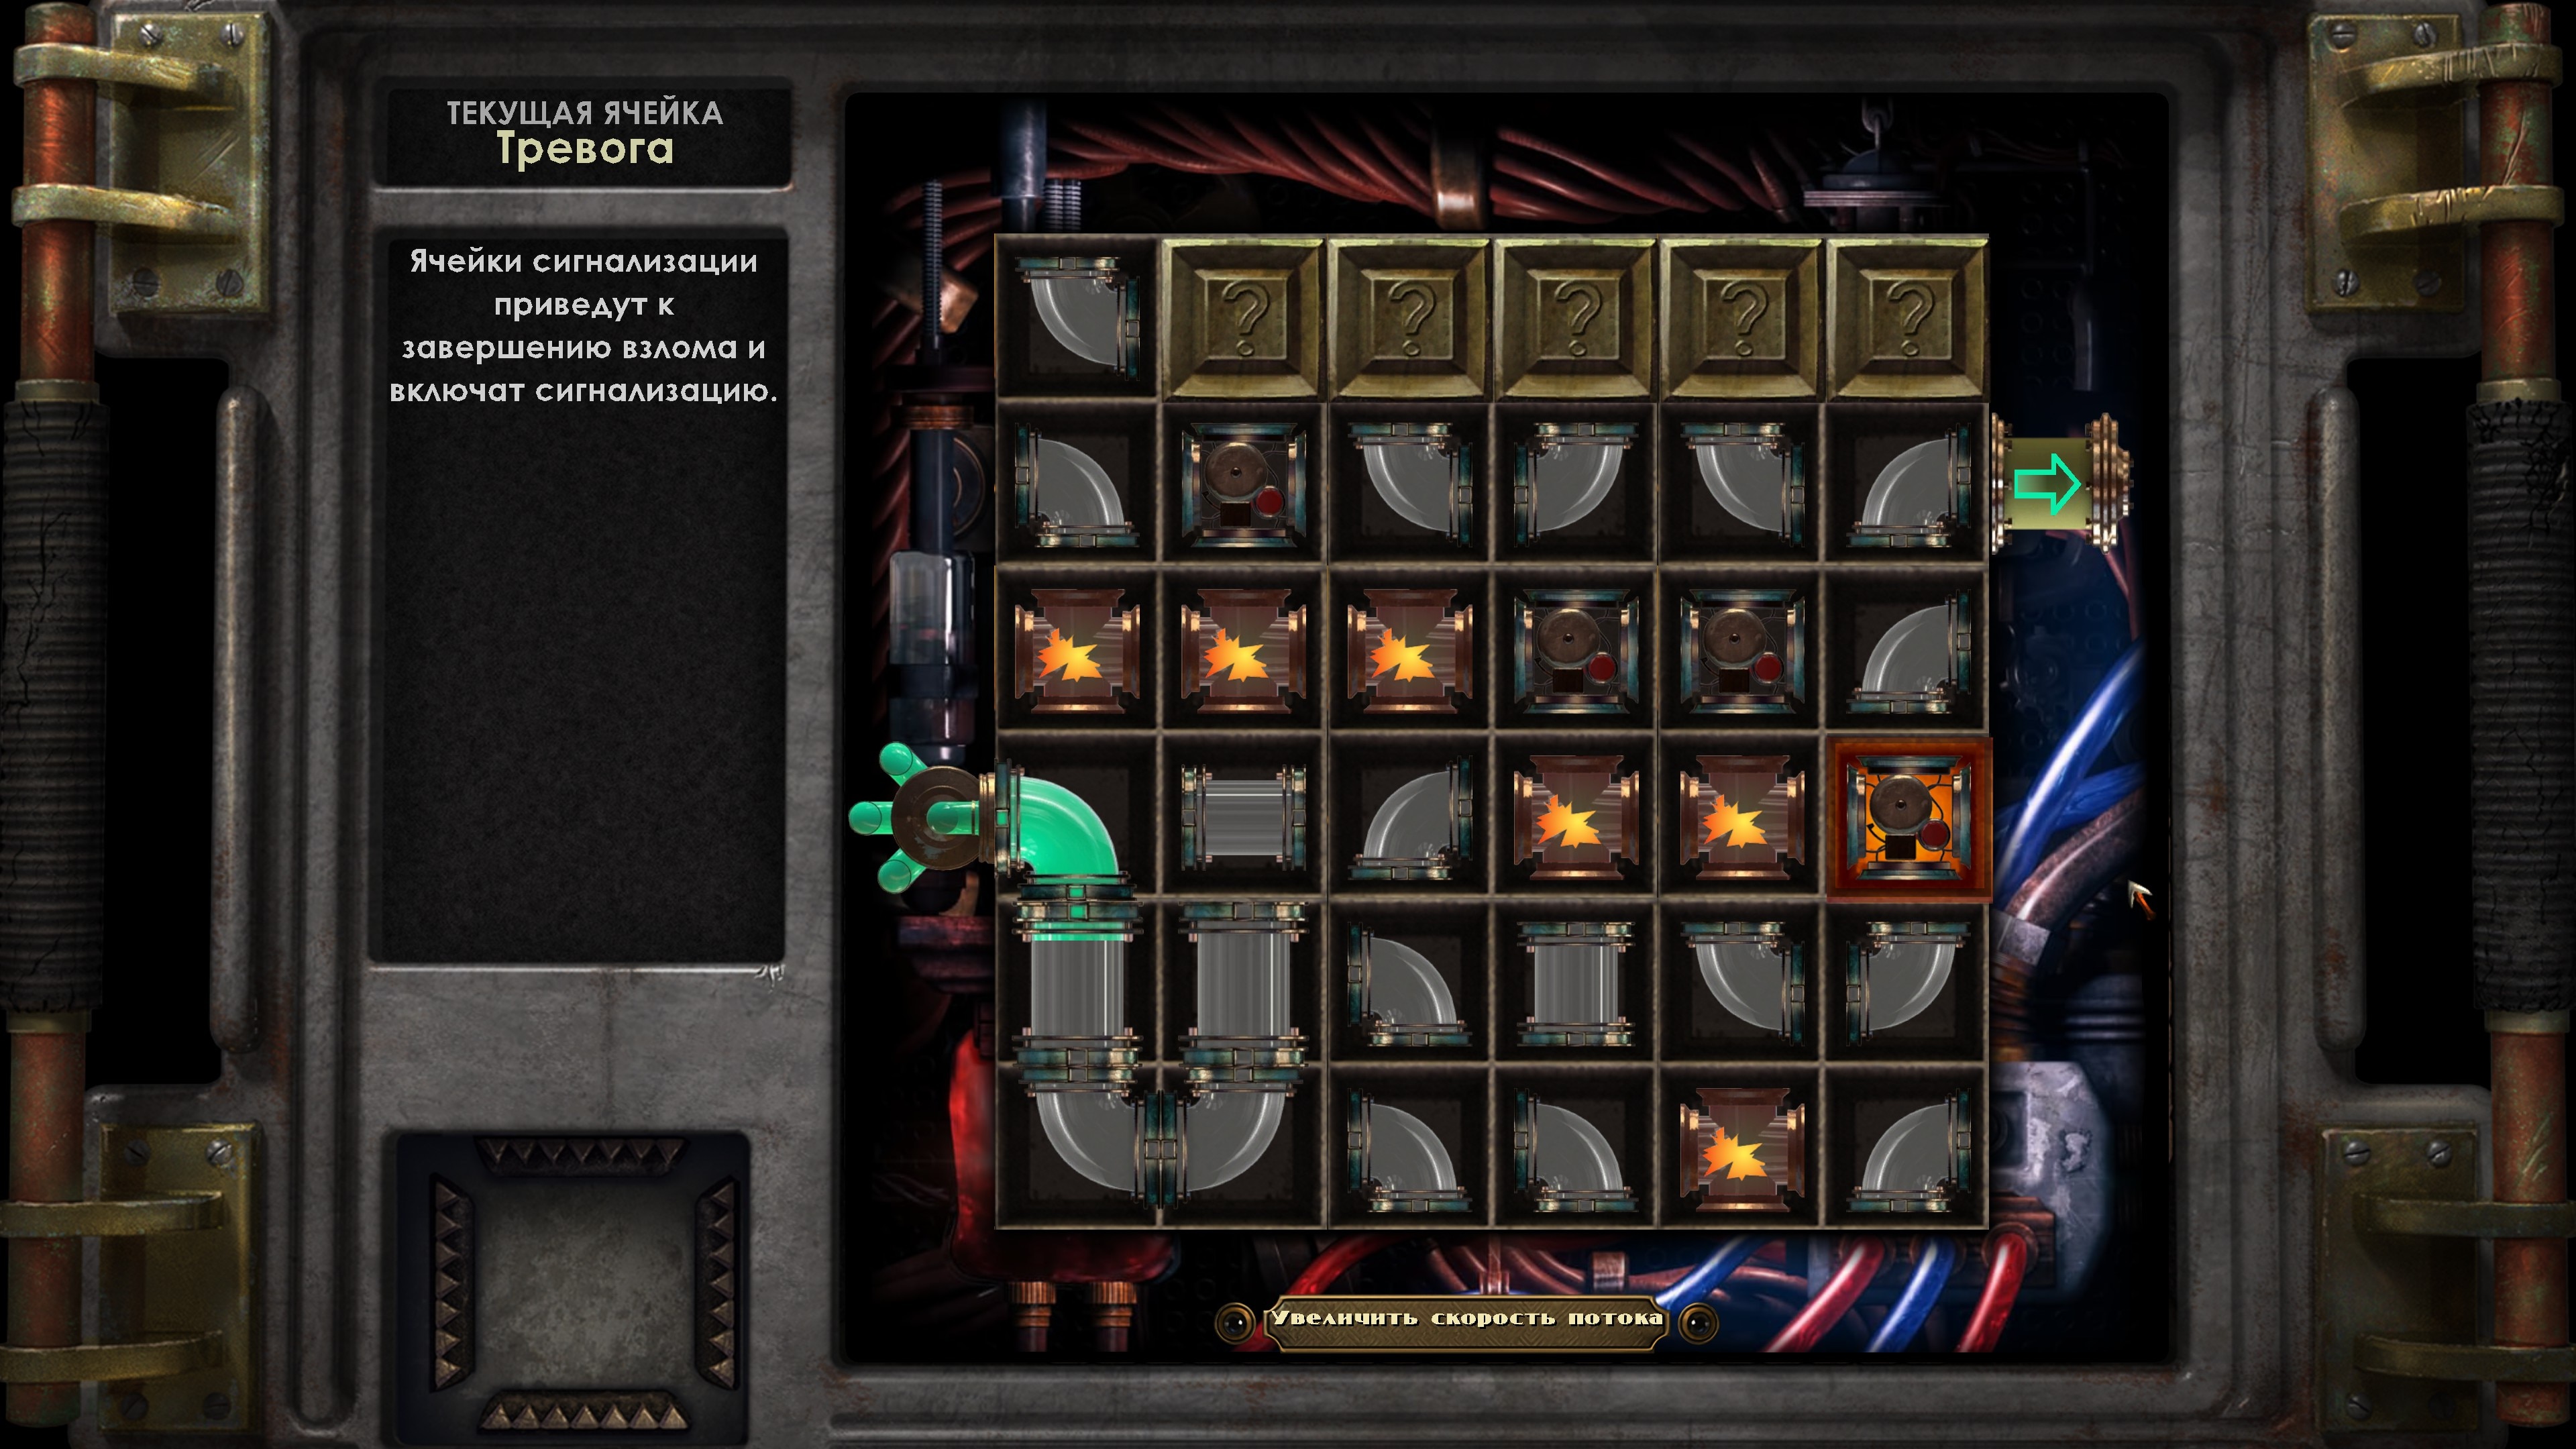 ТЕКУЩАЯ ЯЧЕЙКА
Тревога
Ячейки сигнализации
приведут к
завершению взлома и
включат сигнализацию.
?
?
?
?
?
Увеличить скорость потока